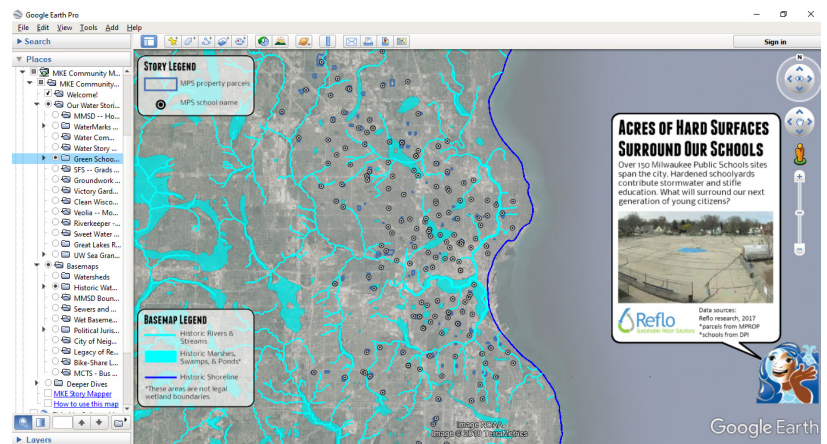 Google Earth Pro
File Edit View Tools Add Help
Search
Sign in
Places
MKE Community M...
MKE Community...
Welcome!
Our Water Stori...
MMSD -- Ho...
WaterMarks ...
Water Com...
Water Story ...
Green Schoo...
SFS -- Grads ...
Groundwork ...
Victory Gard...
Clean Wisco...
Veolia -- Mo...
Riverkeeper -...
Sweet Water ...
Great Lakes R...
UW Sea Gran...
Basemaps
Watersheds
Historic Wat...
MMSD Boun...
Sewers and ...
Wet Baseme...
Political Juris...
City of Neig...
Legacy of Re...
Bike-Share L...
MCTS - Bus ...
Deeper Dives
MKE Story Mapper
How to use this map
Layers
STORY LEGEND
MPS property parcels
MPS school name
BASEMAP LEGEND
Historic Rivers &
Streams
Historic Marshes,
Swamps, & Ponds*
Historic Shoreline
*These areas are not legal
wetland boundaries.
N
ACRES OF HARD SURFACES
SURROUND OUR SCHOOLS
Over 150 Milwaukee Public Schools sites
span the city. Hardened schoolyards
contribute stormwater and stifle
education. What will surround our next
generation of young citizens?
Reflo
Sustainable Water Solutions
Data sources:
Reflo research, 2017
*parcels from MPROP
*schools from DPI
Image NOAA
Image © 2018 TerraMetrics
Google Earth